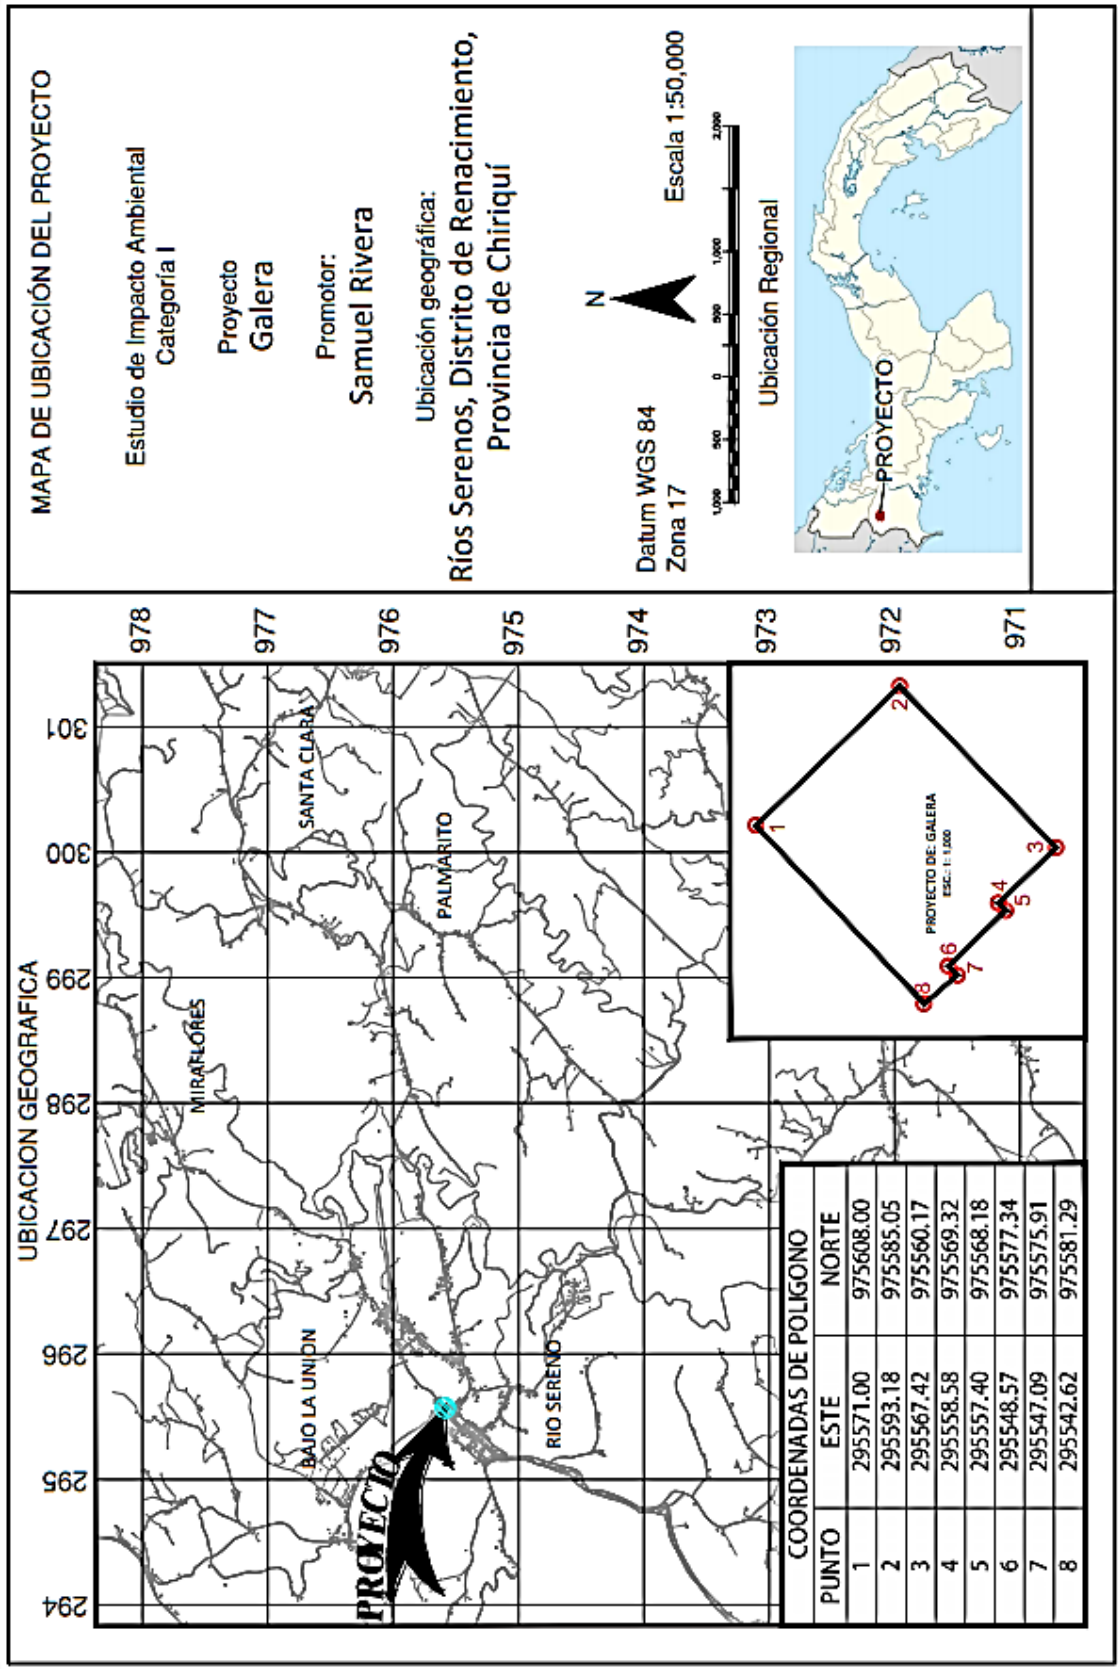 UBICACION GEOGRAFICA
294
295
296
297
298
299
300
301
978
977
976
975
974
973
972
971
MIRAFLORES
SANTA CLARA
BAJO LA UNION
PALMARITO
PROYECTO
RIO SERENO
COORDENADAS DE POLIGONO
PUNTO ESTE NORTE
1 295571.00 975608.00
2 295593.18 975585.05
3 295567.42 975560.17
4 295558.58 975569.32
5 295557.40 975568.18
6 295548.57 975577.34
7 295547.09 975575.91
8 295542.62 975581.29
1
2
3
4
5
6
7
8
PROYECTO DE: GALERA
ESC.: 1: 1,000
MAPA DE UBICACIÓN DEL PROYECTO
Estudio de Impacto Ambiental
Categoría I
Proyecto
Galera
Promotor:
Samuel Rivera
Ubicación geográfica:
Ríos Serenos, Distrito de Renacimiento,
Provincia de Chiriquí
N
Datum WGS 84
Zona 17
Escala 1:50,000
1,000 500 0 500 1,000 2,000
Ubicación Regional
PROYECTO